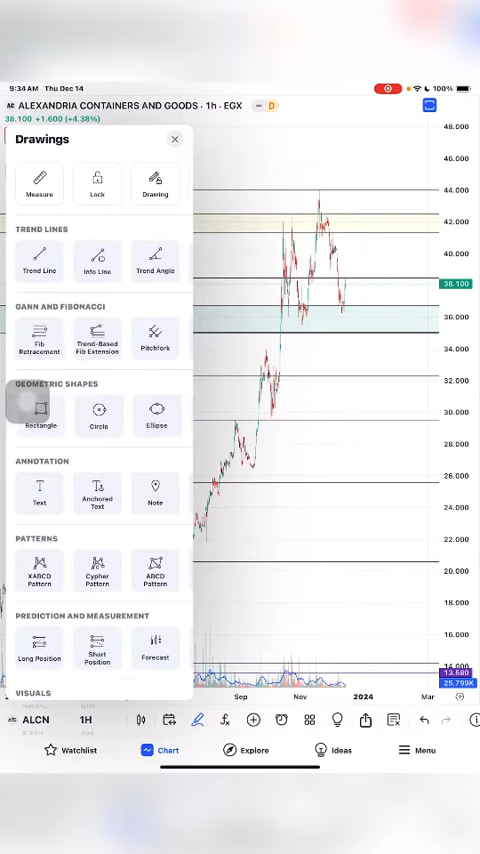 9:34 AM Thu Dec 14
100%
ALEXANDRIA CONTAINERS AND GOODS · 1h · EGX
D
38.100 +1.600 (+4.38%)
Drawings
Measure
Lock
Drawing
TREND LINES
Trend Line
Info Line
Trend Angle
GANN AND FIBONACCI
Fib Retracement
Trend-Based Fib Extension
Pitchfork
GEOMETRIC SHAPES
Rectangle
Circle
Ellipse
ANNOTATION
Text
Anchored Text
Note
PATTERNS
XABCD Pattern
Cypher Pattern
ABCD Pattern
PREDICTION AND MEASUREMENT
Long Position
Short Position
Forecast
VISUALS
48.000
46.000
44.000
42.000
40.000
38.100
36.000
34.000
32.000
30.000
28.000
26.000
24.000
22.000
20.000
18.000
16.000
14.000
13.580
25.799K
Sep
Nov
2024
Mar
ALCN
1H
Watchlist
Chart
Explore
Ideas
Menu